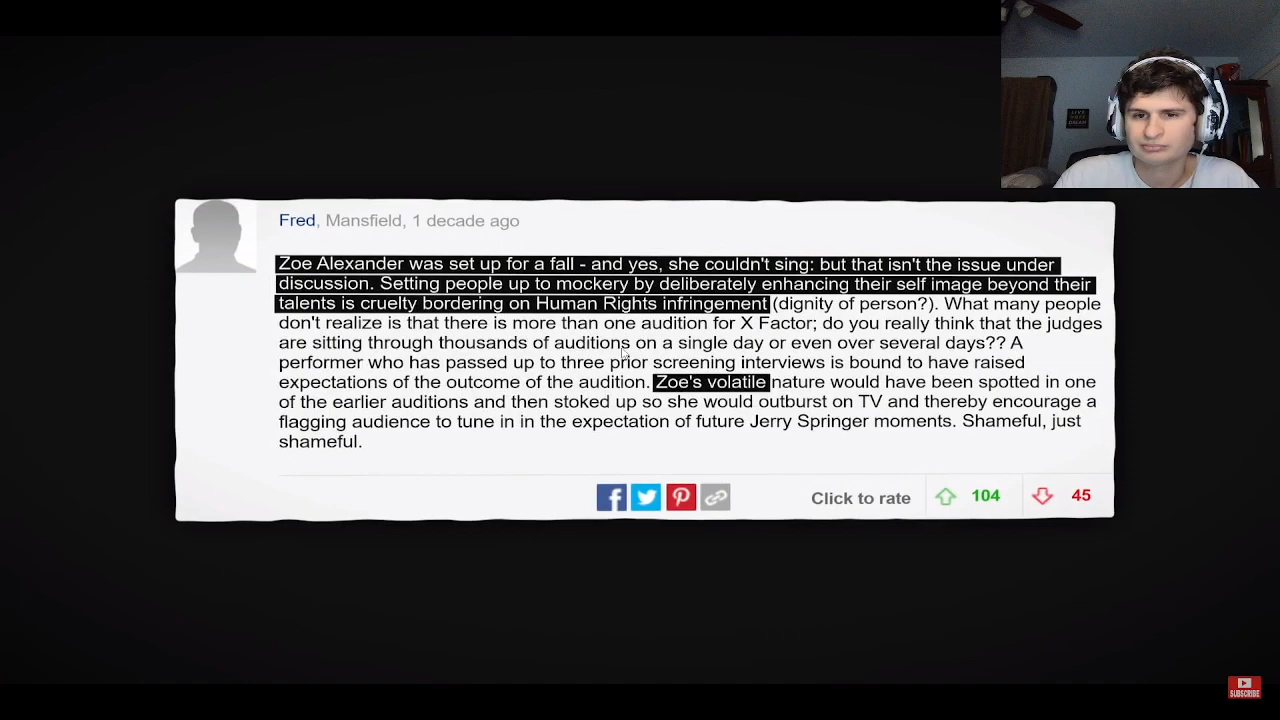 Fred, Mansfield, 1 decade ago
Zoe Alexander was set up for a fall - and yes, she couldn't sing: but that isn't the issue under
discussion. Setting people up to mockery by deliberately enhancing their self image beyond their
talents is cruelty bordering on Human Rights infringement (dignity of person?). What many people
don't realize is that there is more than one audition for X Factor; do you really think that the judges
are sitting through thousands of auditions on a single day or even over several days?? A
performer who has passed up to three prior screening interviews is bound to have raised
expectations of the outcome of the audition. Zoe's volatile nature would have been spotted in one
of the earlier auditions and then stoked up so she would outburst on TV and thereby encourage a
flagging audience to tune in in the expectation of future Jerry Springer moments. Shameful, just
shameful.
Click to rate 104 45
SUBSCRIBE